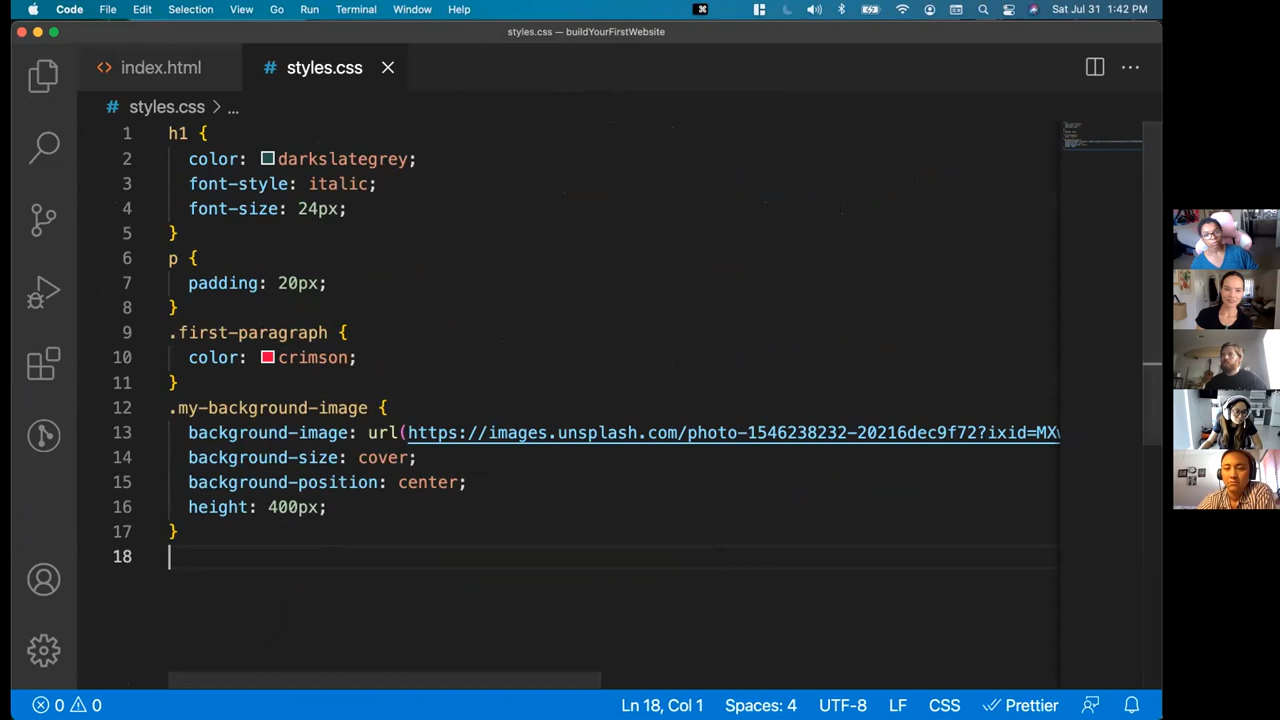 Code File Edit Selection View Go Run Terminal Window Help Sat Jul 31 1:42 PM
styles.css — buildYourFirstWebsite
<> index.html # styles.css
# styles.css > ...
1 h1 {
2 color: darkslategrey;
3 font-style: italic;
4 font-size: 24px;
5 }
6 p {
7 padding: 20px;
8 }
9 .first-paragraph {
10 color: crimson;
11 }
12 .my-background-image {
13 background-image: url(https://images.unsplash.com/photo-1546238232-20216dec9f72?ixid=MX
14 background-size: cover;
15 background-position: center;
16 height: 400px;
17 }
18
0 0 Ln 18, Col 1 Spaces: 4 UTF-8 LF CSS Prettier